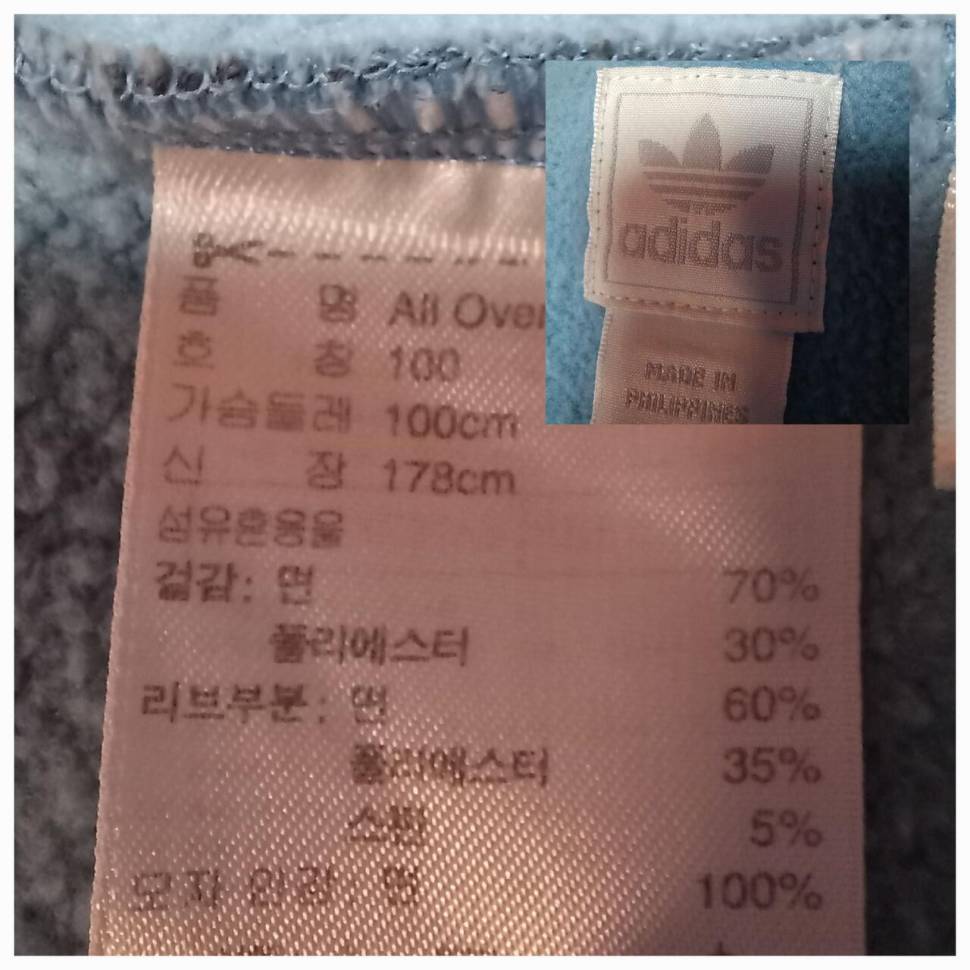 품 명 All Over
호 칭 100
가슴둘레 100cm
신 장 178cm
섬유혼용율
겉감: 면 70%
폴리에스터 30%
리브부분: 면 60%
폴리에스터 35%
스판 5%
모자 안감: 면 100%
adidas
MADE IN
PHILIPPINES